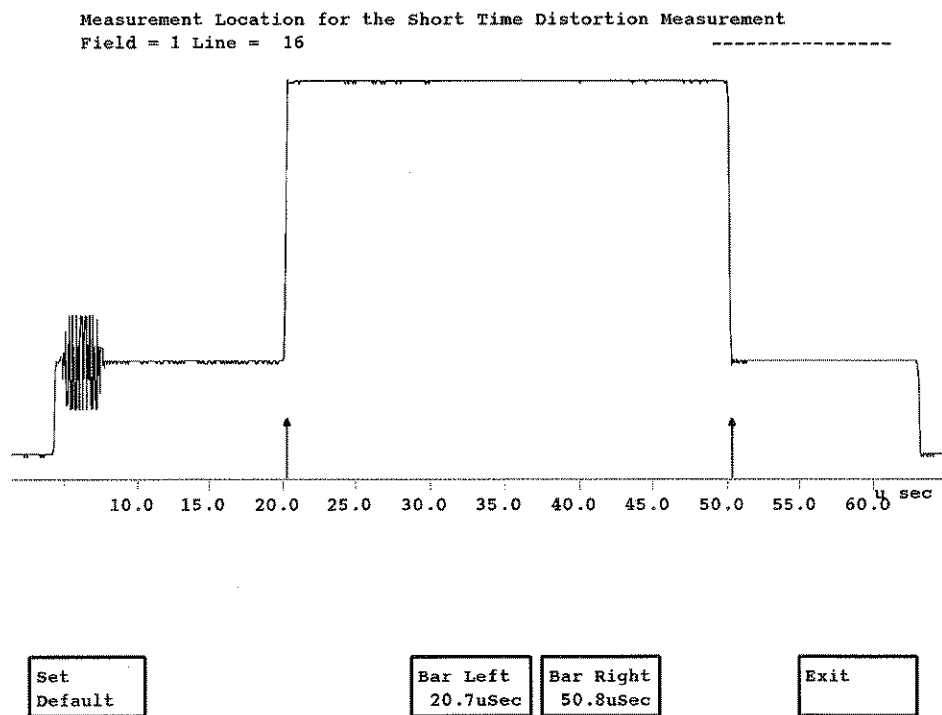 Measurement Location for the Short Time Distortion Measurement
Field = 1 Line = 16
----------------
10.0 15.0 20.0 25.0 30.0 35.0 40.0 45.0 50.0 55.0 60.0 u sec
Set
Default
Bar Left
20.7uSec
Bar Right
50.8uSec
Exit